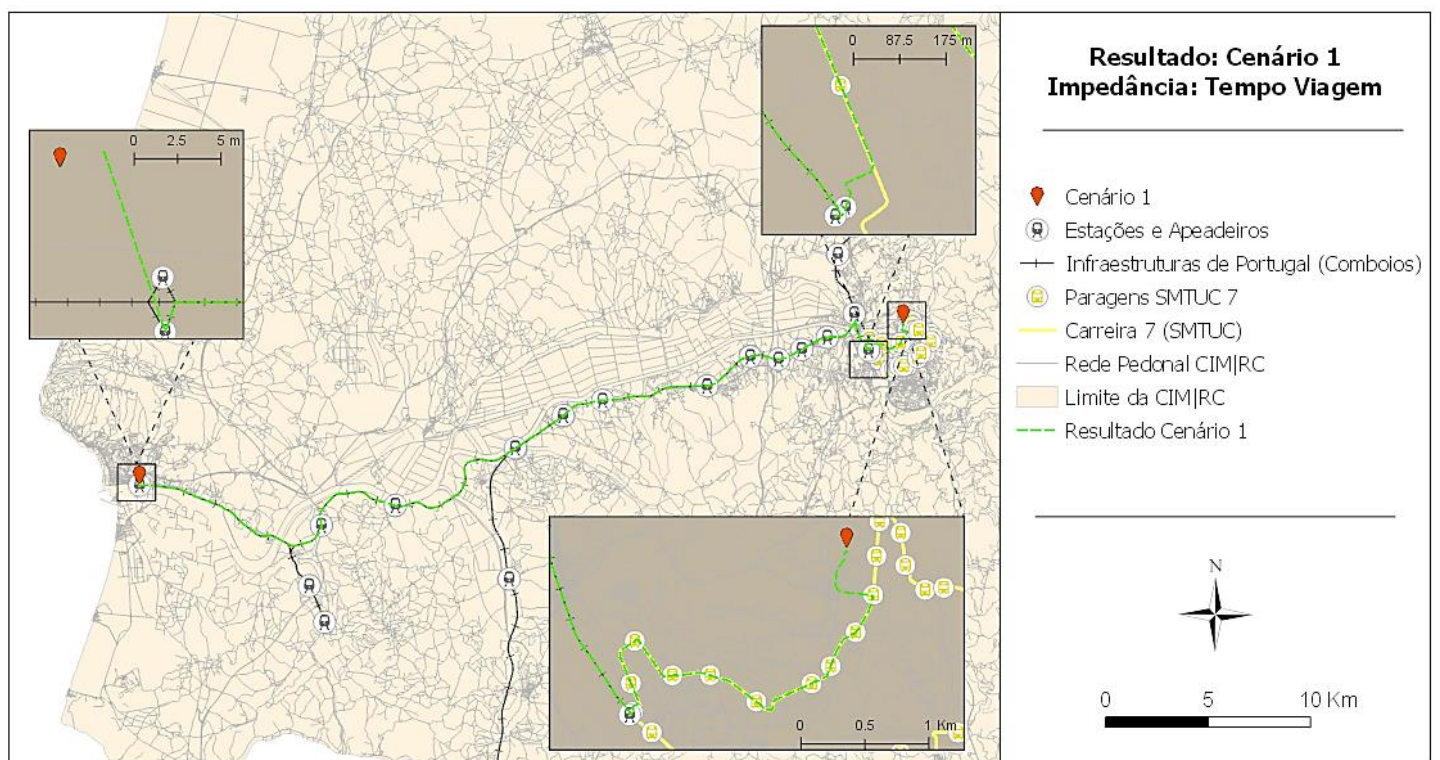 0 87.5 175 m
0 2.5 5 m
0 0.5 1 Km
Resultado: Cenário 1
Impedância: Tempo Viagem
Cenário 1
Estações e Apeadeiros
Infraestruturas de Portugal (Comboios)
Paragens SMTUC 7
Carreira 7 (SMTUC)
Rede Pedonal CIM|RC
Limite da CIM|RC
Resultado Cenário 1
N
0 5 10 Km